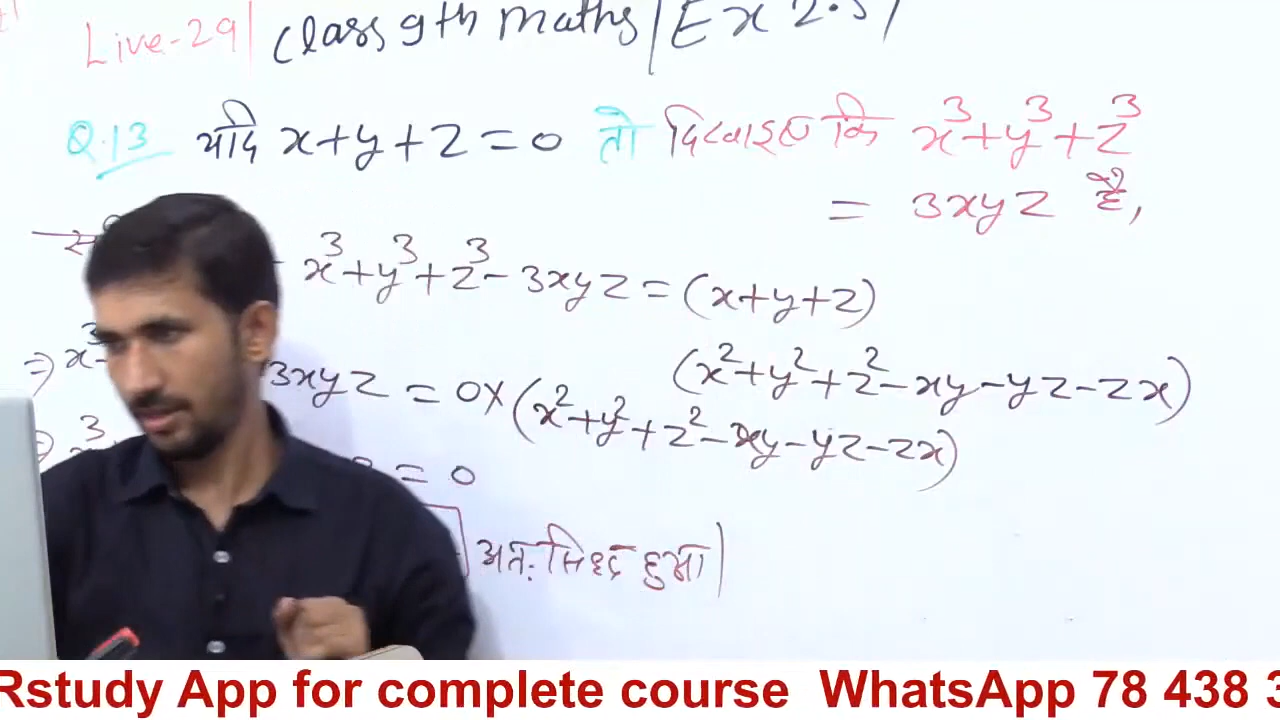 Live-29| Class 9th maths | Ex 2.5 |
Q.13 यदि x+y+z=0 तो दिखाइए कि x³+y³+z³
= 3xyz है,
x³+y³+z³-3xyz = (x+y+z)
(x²+y²+z²-xy-yz-zx)
⇒ x³ 3xyz = 0×(x²+y²+z²-xy-yz-zx)
⇒ = 0
अतः सिद्ध हुआ|
Rstudy App for complete course WhatsApp 78 438 3